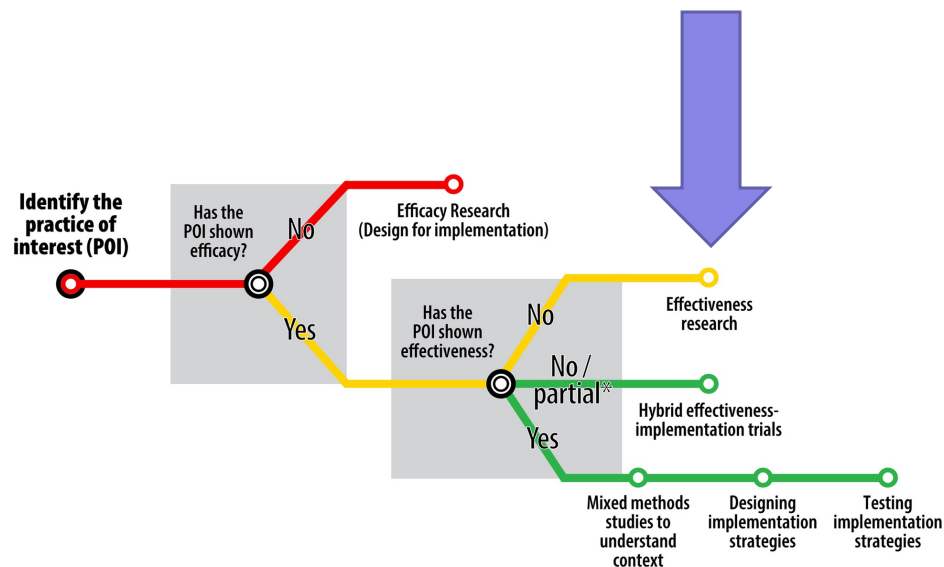 Identify the
practice of
interest (POI)
Has the
POI shown
efficacy?
No
Yes
Efficacy Research
(Design for implementation)
Has the
POI shown
effectiveness?
No
No /
partial*
Yes
Effectiveness
research
Hybrid effectiveness-
implementation trials
Mixed methods
studies to
understand
context
Designing
implementation
strategies
Testing
implementation
strategies